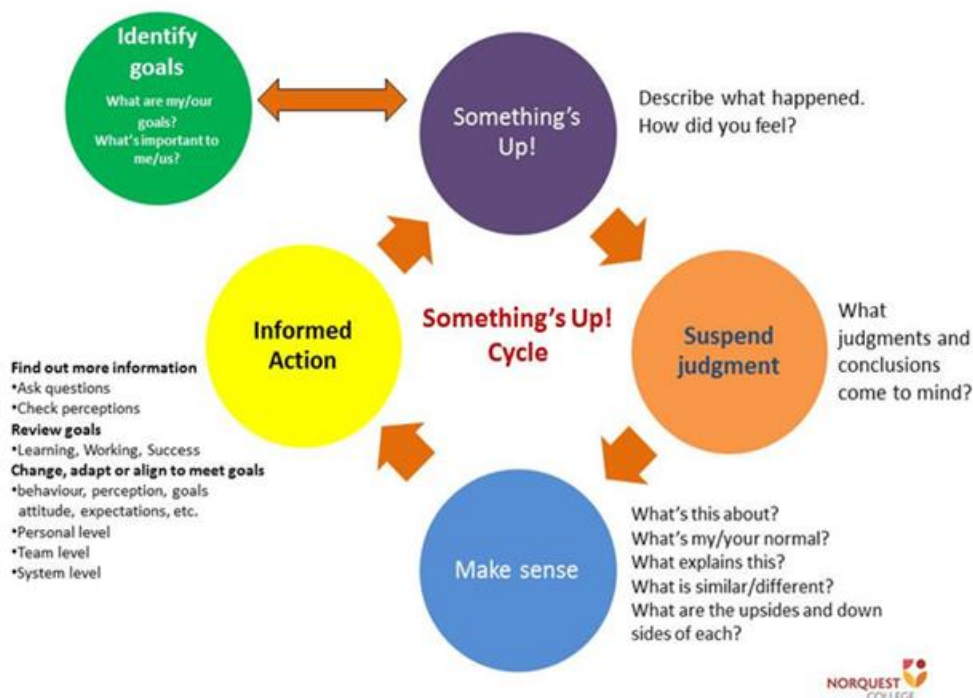 Identify
goals
What are my/our
goals?
What's important to
me/us?
Something's
Up!
Describe what happened.
How did you feel?
Suspend
judgment
What
judgments and
conclusions
come to mind?
Something's Up!
Cycle
Informed
Action
Find out more information
•Ask questions
•Check perceptions
Review goals
•Learning, Working, Success
Change, adapt or align to meet goals
•behaviour, perception, goals
attitude, expectations, etc.
•Personal level
•Team level
•System level
Make sense
What's this about?
What's my/your normal?
What explains this?
What is similar/different?
What are the upsides and down
sides of each?
NORQUEST
COLLEGE